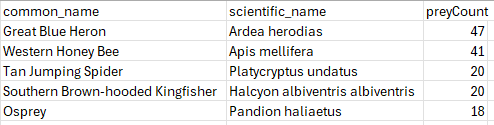 common_name scientific_name preyCount
Great Blue Heron Ardea herodias 47
Western Honey Bee Apis mellifera 41
Tan Jumping Spider Platycryptus undatus 20
Southern Brown-hooded Kingfisher Halcyon albiventris albiventris 20
Osprey Pandion haliaetus 18